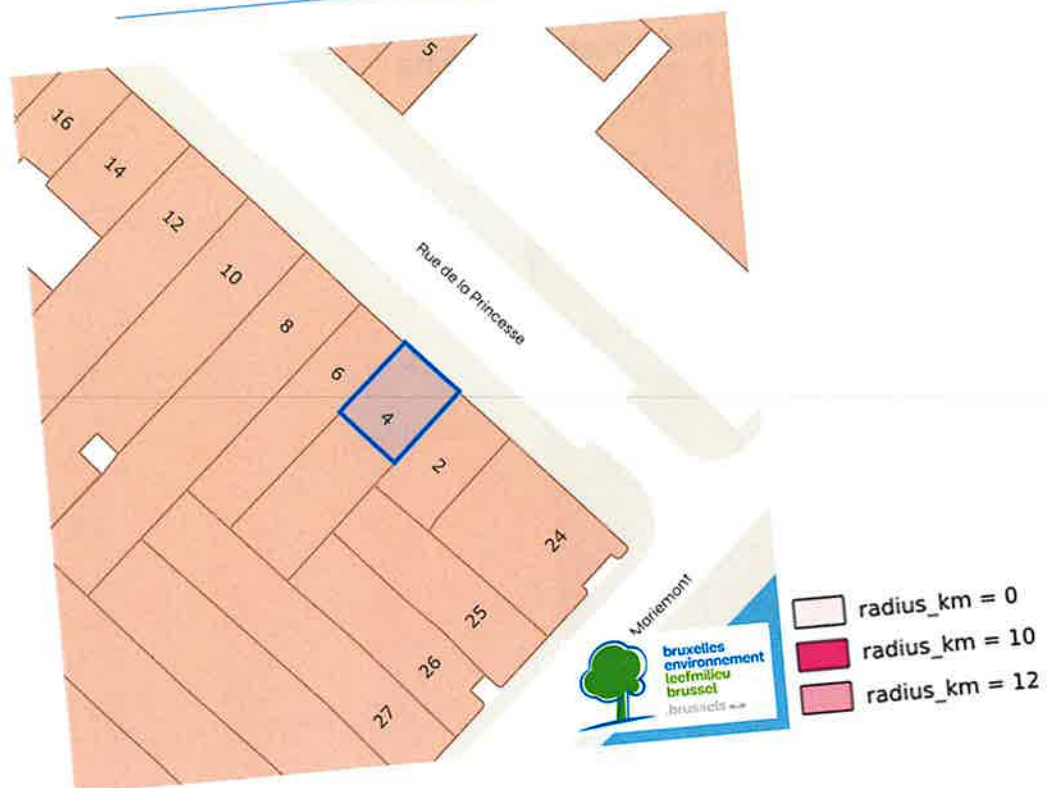 5
16
14
12
10
8
6
4
2
24
25
26
27
Rue de la Princesse
Mariemont
bruxelles
environnement
leefmilieu
brussel
.brussels
radius_km = 0
radius_km = 10
radius_km = 12